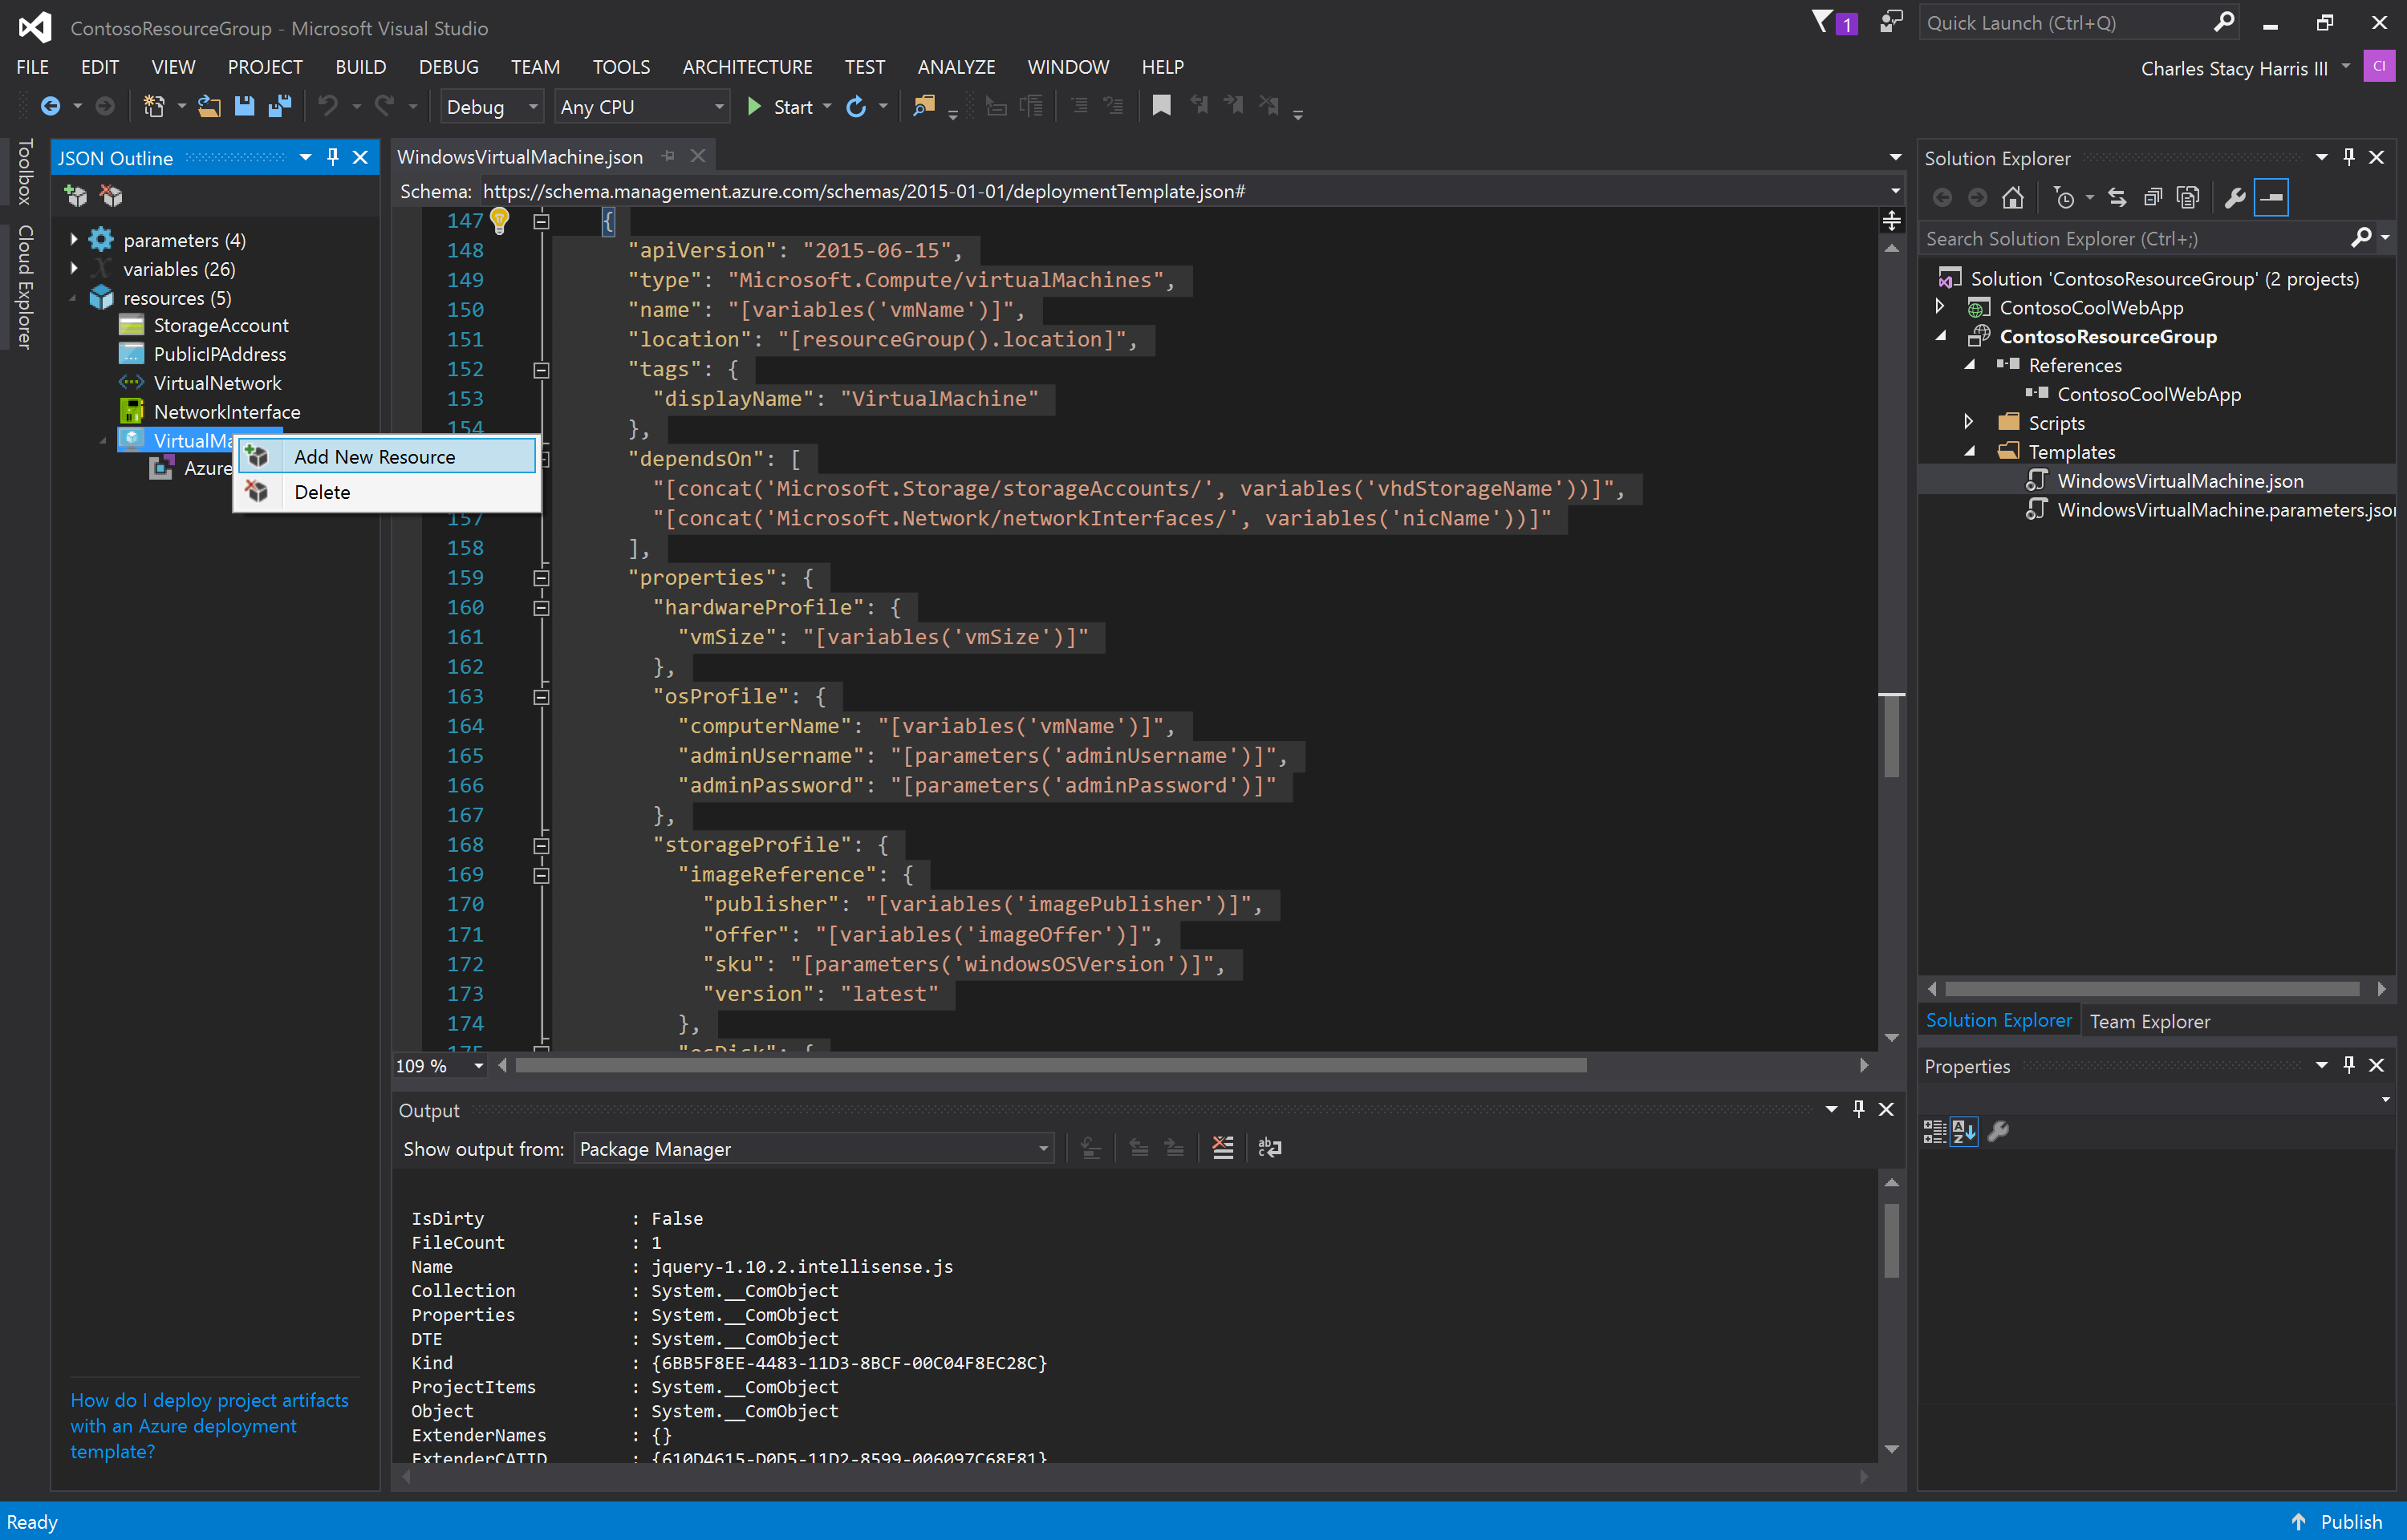 ContosoResourceGroup - Microsoft Visual Studio
1
Quick Launch (Ctrl+Q)
FILE EDIT VIEW PROJECT BUILD DEBUG TEAM TOOLS ARCHITECTURE TEST ANALYZE WINDOW HELP
Charles Stacy Harris III
CI
Debug Any CPU Start
Toolbox
Cloud Explorer
JSON Outline
parameters (4)
variables (26)
resources (5)
StorageAccount
PublicIPAddress
VirtualNetwork
NetworkInterface
VirtualMa
Azure
Add New Resource
Delete
How do I deploy project artifacts
with an Azure deployment
template?
WindowsVirtualMachine.json
Schema: https://schema.management.azure.com/schemas/2015-01-01/deploymentTemplate.json#
147 {
148 "apiVersion": "2015-06-15",
149 "type": "Microsoft.Compute/virtualMachines",
150 "name": "[variables('vmName')]",
151 "location": "[resourceGroup().location]",
152 "tags": {
153 "displayName": "VirtualMachine"
154 },
"dependsOn": [
"[concat('Microsoft.Storage/storageAccounts/', variables('vhdStorageName'))]",
157 "[concat('Microsoft.Network/networkInterfaces/', variables('nicName'))]"
158 ],
159 "properties": {
160 "hardwareProfile": {
161 "vmSize": "[variables('vmSize')]"
162 },
163 "osProfile": {
164 "computerName": "[variables('vmName')]",
165 "adminUsername": "[parameters('adminUsername')]",
166 "adminPassword": "[parameters('adminPassword')]"
167 },
168 "storageProfile": {
169 "imageReference": {
170 "publisher": "[variables('imagePublisher')]",
171 "offer": "[variables('imageOffer')]",
172 "sku": "[parameters('windowsOSVersion')]",
173 "version": "latest"
174 },
175 "osDisk": {
109 %
Output
Show output from: Package Manager
IsDirty : False
FileCount : 1
Name : jquery-1.10.2.intellisense.js
Collection : System.__ComObject
Properties : System.__ComObject
DTE : System.__ComObject
Kind : {6BB5F8EE-4483-11D3-8BCF-00C04F8EC28C}
ProjectItems : System.__ComObject
Object : System.__ComObject
ExtenderNames : {}
ExtenderCATID : {610D4615-D0D5-11D2-8599-006097C68E81}
Solution Explorer
Search Solution Explorer (Ctrl+;)
Solution 'ContosoResourceGroup' (2 projects)
ContosoCoolWebApp
ContosoResourceGroup
References
ContosoCoolWebApp
Scripts
Templates
WindowsVirtualMachine.json
WindowsVirtualMachine.parameters.jso
Solution Explorer Team Explorer
Properties
Ready
Publish